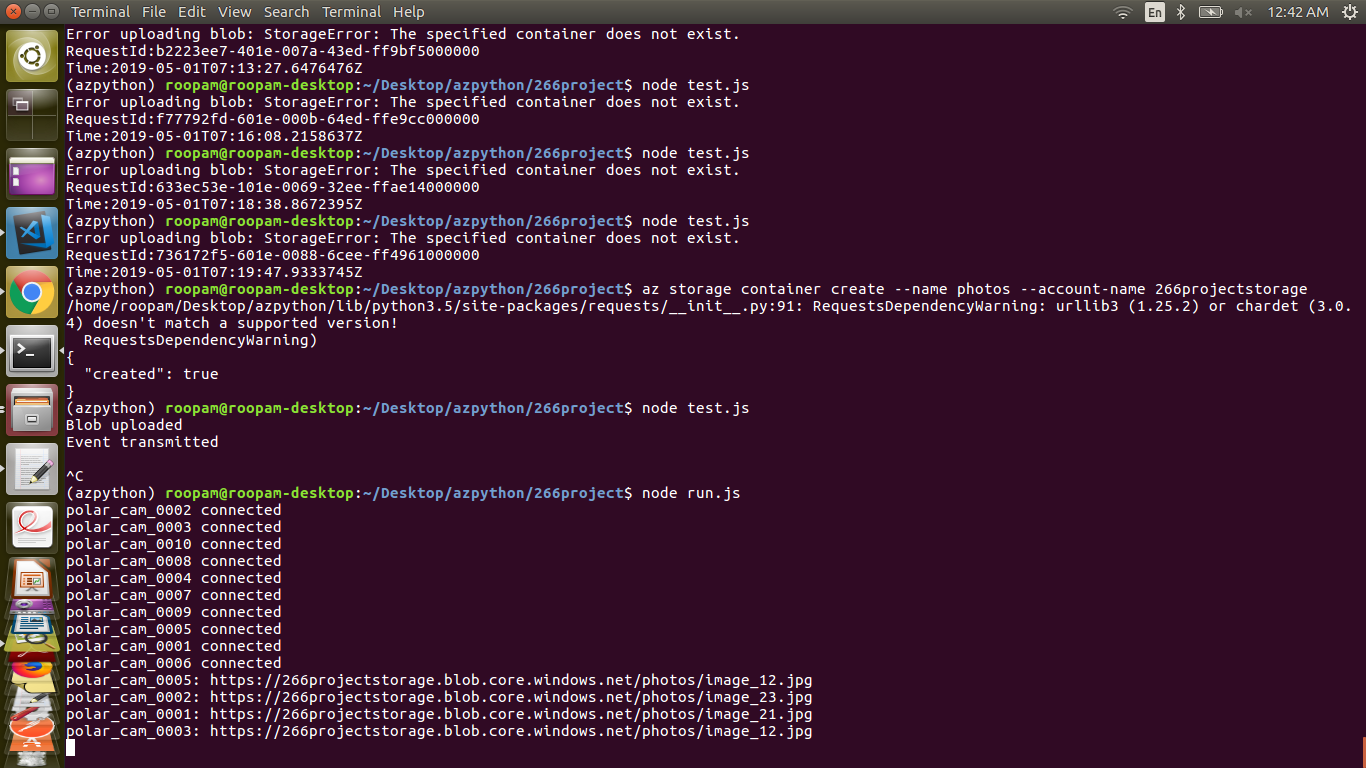 Terminal File Edit View Search Terminal Help En 12:42 AM
Error uploading blob: StorageError: The specified container does not exist.
RequestId:b2223ee7-401e-007a-43ed-ff9bf5000000
Time:2019-05-01T07:13:27.6476476Z
(azpython) roopam@roopam-desktop:~/Desktop/azpython/266project$ node test.js
Error uploading blob: StorageError: The specified container does not exist.
RequestId:f77792fd-601e-000b-64ed-ffe9cc000000
Time:2019-05-01T07:16:08.2158637Z
(azpython) roopam@roopam-desktop:~/Desktop/azpython/266project$ node test.js
Error uploading blob: StorageError: The specified container does not exist.
RequestId:633ec53e-101e-0069-32ee-ffae14000000
Time:2019-05-01T07:18:38.8672395Z
(azpython) roopam@roopam-desktop:~/Desktop/azpython/266project$ node test.js
Error uploading blob: StorageError: The specified container does not exist.
RequestId:736172f5-601e-0088-6cee-ff4961000000
Time:2019-05-01T07:19:47.9333745Z
(azpython) roopam@roopam-desktop:~/Desktop/azpython/266project$ az storage container create --name photos --account-name 266projectstorage
/home/roopam/Desktop/azpython/lib/python3.5/site-packages/requests/__init__.py:91: RequestsDependencyWarning: urllib3 (1.25.2) or chardet (3.0.
4) doesn't match a supported version!
  RequestsDependencyWarning)
{
  "created": true
}
(azpython) roopam@roopam-desktop:~/Desktop/azpython/266project$ node test.js
Blob uploaded
Event transmitted
^C
(azpython) roopam@roopam-desktop:~/Desktop/azpython/266project$ node run.js
polar_cam_0002 connected
polar_cam_0003 connected
polar_cam_0010 connected
polar_cam_0008 connected
polar_cam_0004 connected
polar_cam_0007 connected
polar_cam_0009 connected
polar_cam_0005 connected
polar_cam_0001 connected
polar_cam_0006 connected
polar_cam_0005: https://266projectstorage.blob.core.windows.net/photos/image_12.jpg
polar_cam_0002: https://266projectstorage.blob.core.windows.net/photos/image_23.jpg
polar_cam_0001: https://266projectstorage.blob.core.windows.net/photos/image_21.jpg
polar_cam_0003: https://266projectstorage.blob.core.windows.net/photos/image_12.jpg